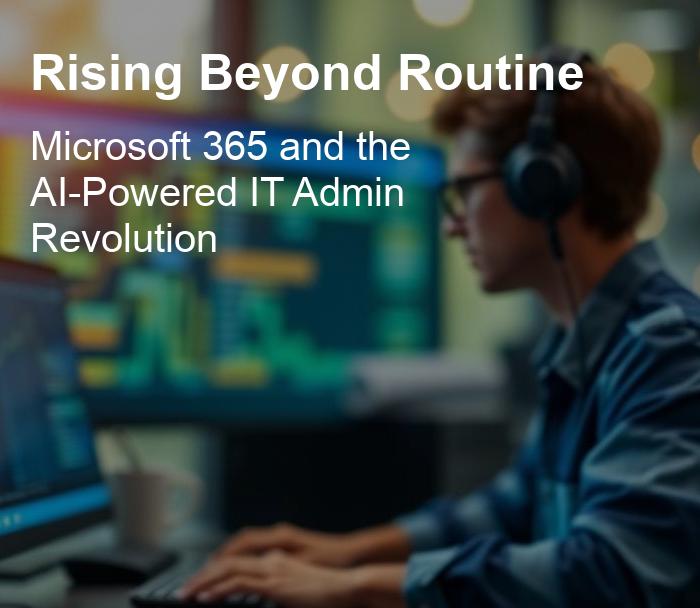 Rising Beyond Routine
Microsoft 365 and the
AI-Powered IT Admin
Revolution